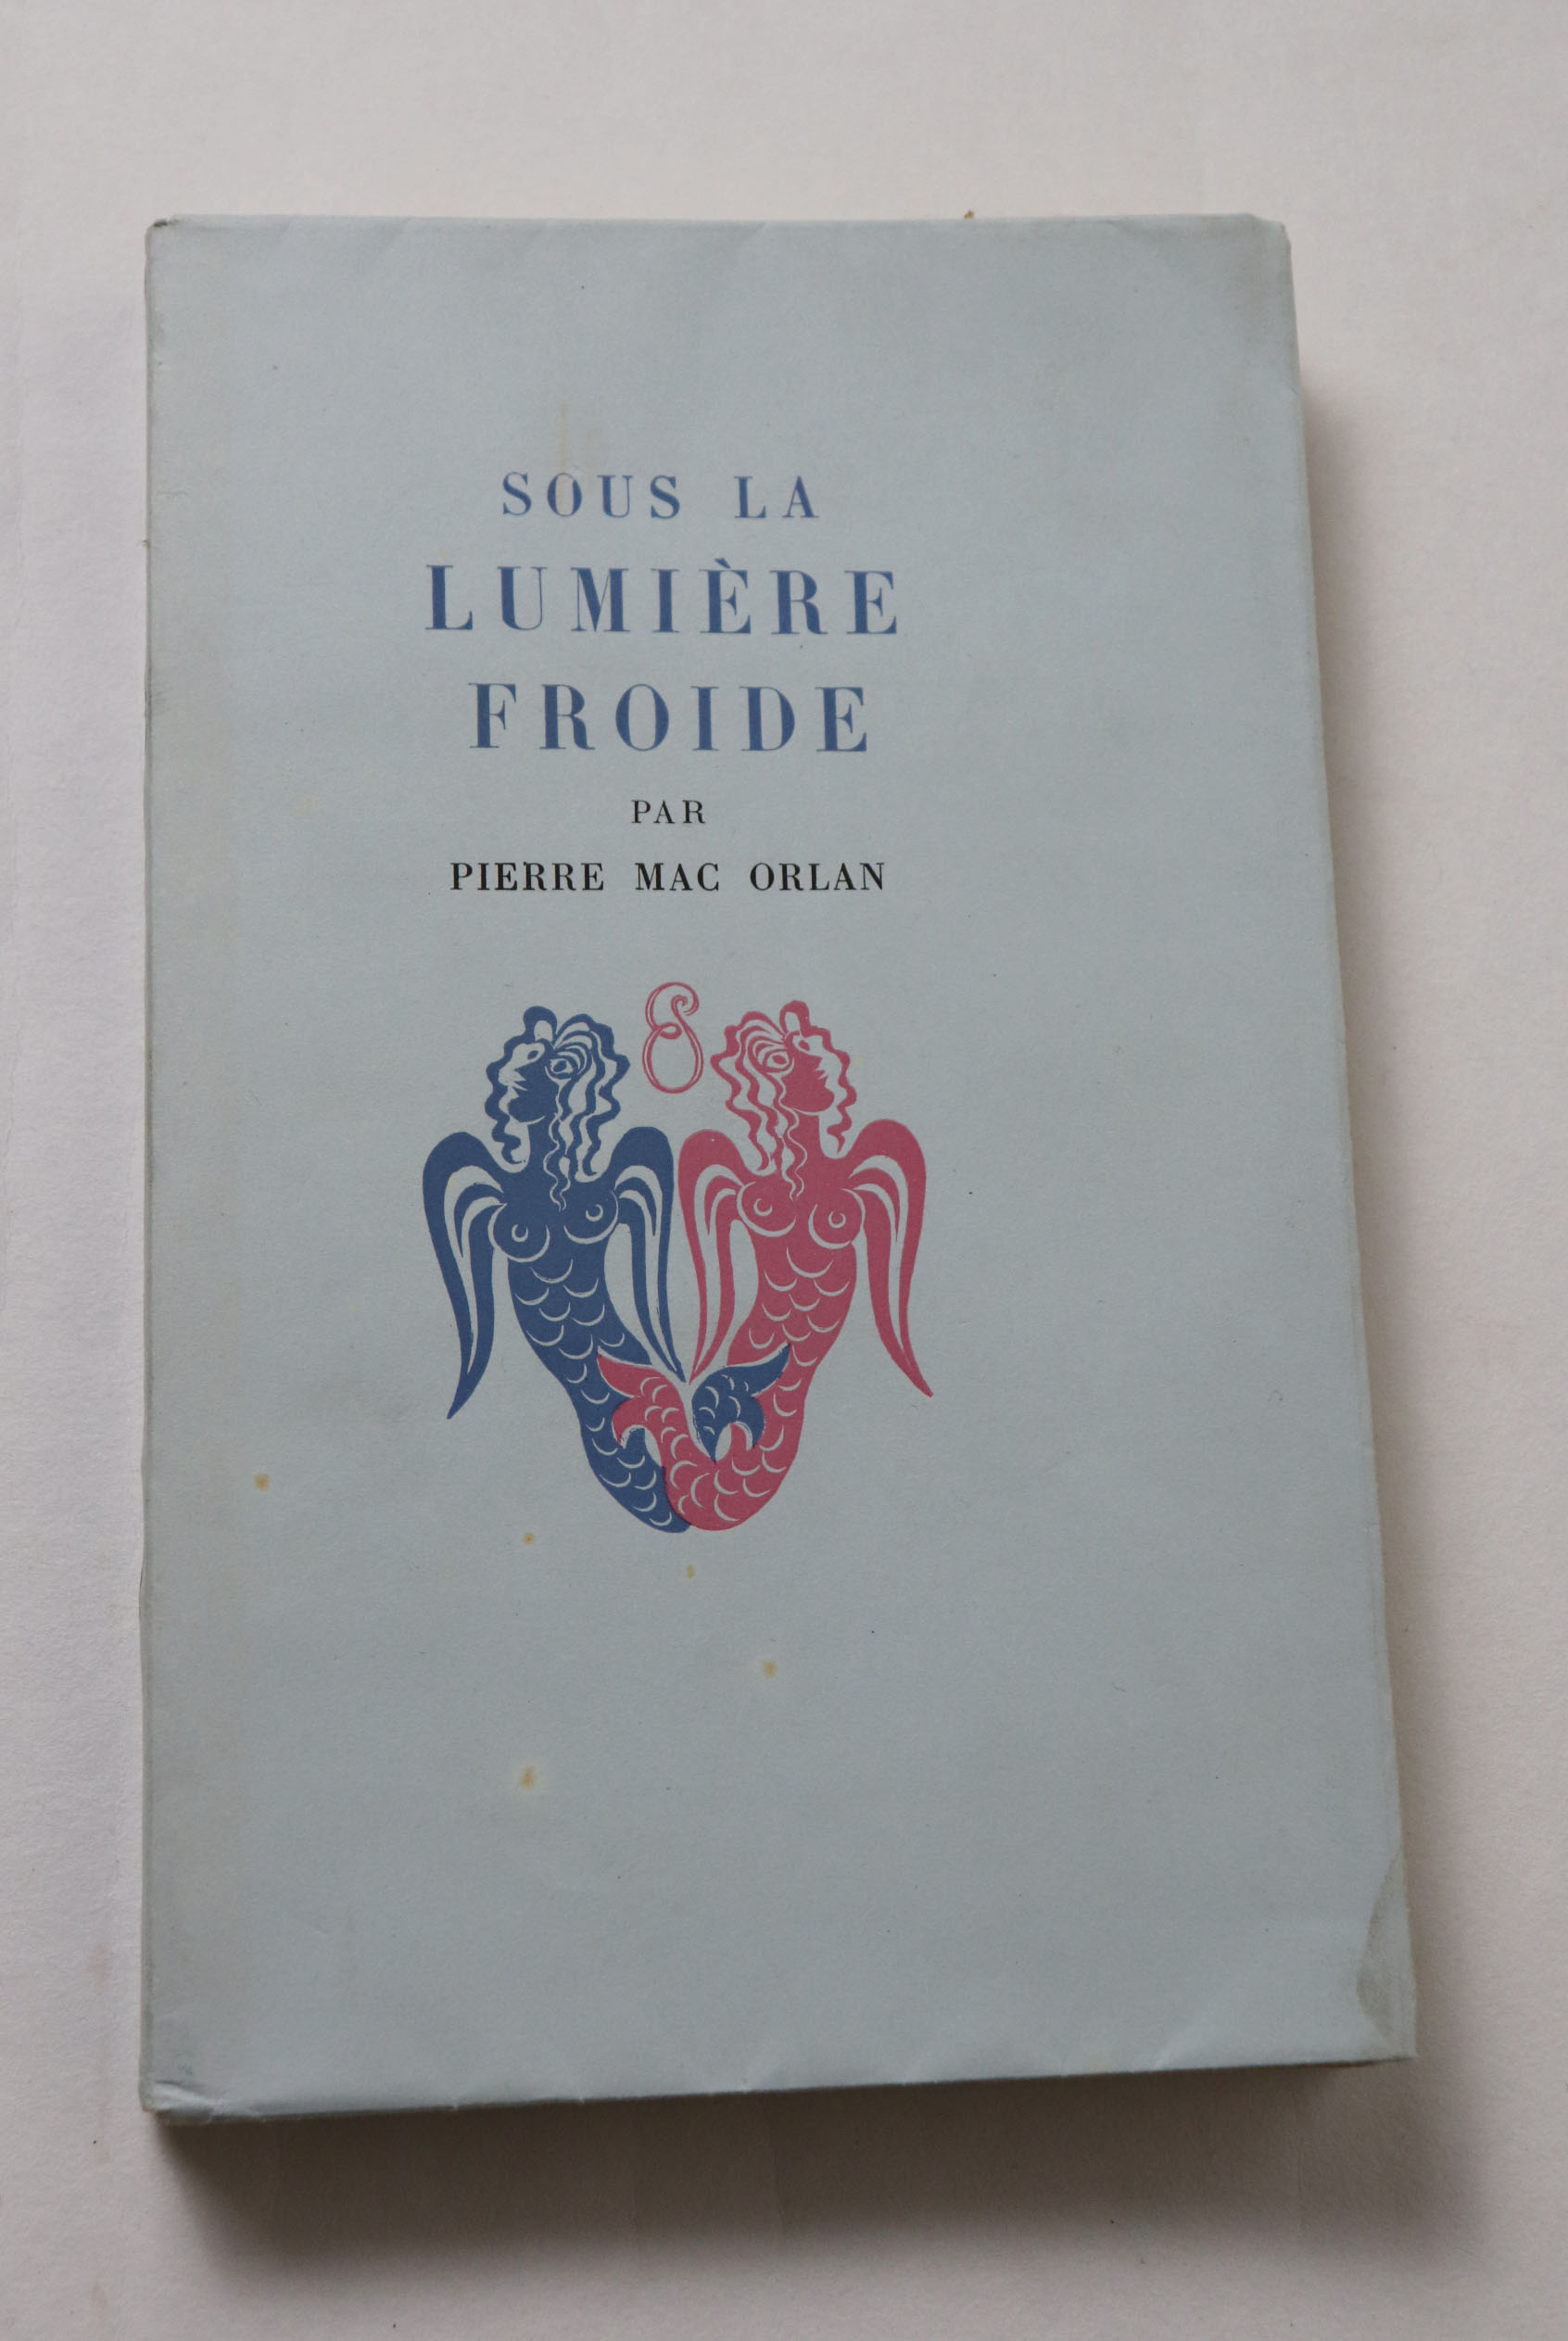 SOUS LA
LUMIÈRE
FROIDE
PAR
PIERRE MAC ORLAN